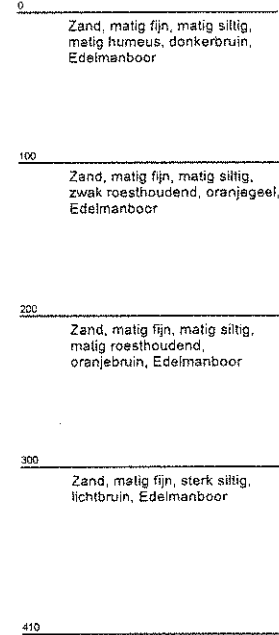 0
Zand, matig fijn, matig siltig,
matig humeus, donkerbruin,
Edelmanboor
100
Zand, matig fijn, matig siltig,
zwak roesthoudend, oranjegeel,
Edelmanboor
200
Zand, matig fijn, matig siltig,
matig roesthoudend,
oranjebruin, Edelmanboor
300
Zand, matig fijn, sterk siltig,
lichtbruin, Edelmanboor
410